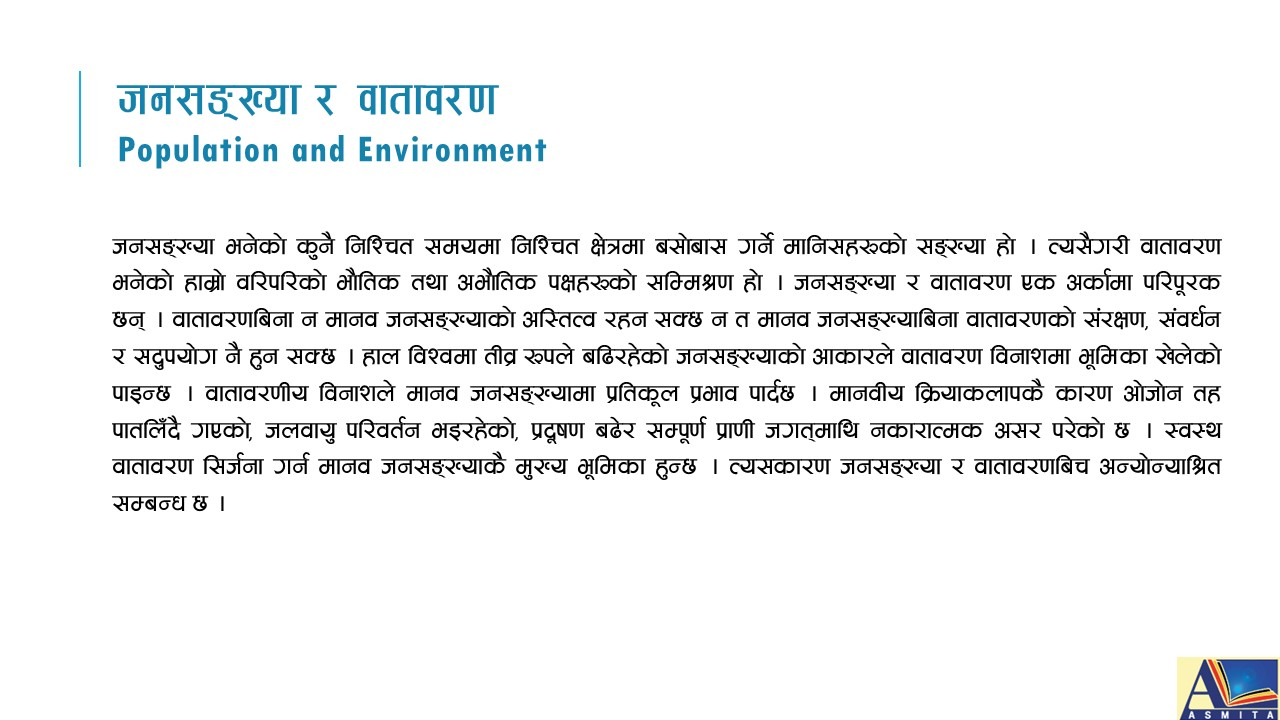 जनसङ्ख्या र वातावरण
Population and Environment
जनसङ्ख्या भनेको कुनै निश्चित समयमा निश्चित क्षेत्रमा बसोबास गर्ने मानिसहरुको सङ्ख्या हो । त्यसैगरी वातावरण
भनेको हाम्रो वरिपरिको भौतिक तथा अभौतिक पक्षहरुको सम्मिश्रण हो । जनसङ्ख्या र वातावरण एक अर्कामा परिपूरक
छन् । वातावरणबिना न मानव जनसङ्ख्याको अस्तित्व रहन सक्छ न त मानव जनसङ्ख्याबिना वातावरणको संरक्षण, संवर्धन
र सदुपयोग नै हुन सक्छ । हाल विश्वमा तीव्र रुपले बढिरहेको जनसङ्ख्याको आकारले वातावरण विनाशमा भूमिका खेलेको
पाइन्छ । वातावरणीय विनाशले मानव जनसङ्ख्यामा प्रतिकूल प्रभाव पार्दछ । मानवीय क्रियाकलापकै कारण ओजोन तह
पातलिँदै गएको, जलवायु परिवर्तन भइरहेको, प्रदूषण बढेर सम्पूर्ण प्राणी जगत्माथि नकारात्मक असर परेको छ । स्वस्थ
वातावरण सिर्जना गर्न मानव जनसङ्ख्याकै मुख्य भूमिका हुन्छ । त्यसकारण जनसङ्ख्या र वातावरणबिच अन्योन्याश्रित
सम्बन्ध छ ।
ASMITA